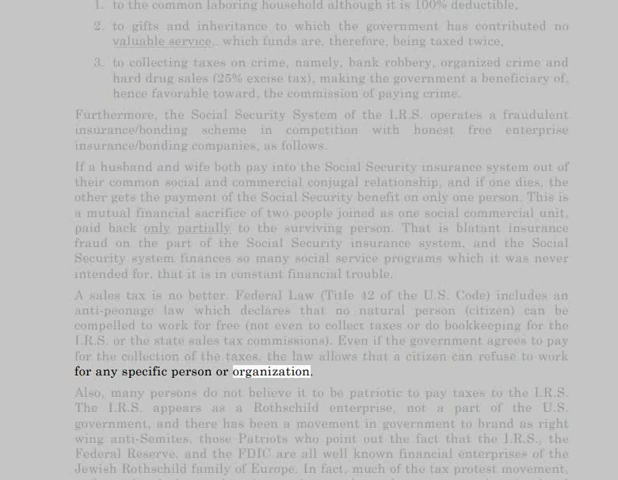 1. to the common laboring household although it is 100% deductible,
2. to gifts and inheritance to which the government has contributed no
valuable service,. which funds are, therefore, being taxed twice,
3. to collecting taxes on crime, namely, bank robbery, organized crime and
hard drug sales (25% excise tax), making the government a beneficiary of,
hence favorable toward, the commission of paying crime.
Furthermore, the Social Security System of the I.R.S. operates a fraudulent
insurance/bonding scheme in competition with honest free enterprise
insurance/bonding companies, as follows.
If a husband and wife both pay into the Social Security insurance system out of
their common social and commercial conjugal relationship, and if one dies, the
other gets the payment of the Social Security benefit on only one person. This is
a mutual financial sacrifice of two people joined as one social commercial unit,
paid back only partially to the surviving person. That is blatant insurance
fraud on the part of the Social Security insurance system, and the Social
Security system finances so many social service programs which it was never
intended for, that it is in constant financial trouble.
A sales tax is no better. Federal Law (Title 42 of the U.S. Code) includes an
anti-peonage law which declares that no natural person (citizen) can be
compelled to work for free (not even to collect taxes or do bookkeeping for the
I.R.S. or the state sales tax commissions). Even if the government agrees to pay
for the collection of the taxes, the law allows that a citizen can refuse to work
for any specific person or organization.
Also, many persons do not believe it to be patriotic to pay taxes to the I.R.S.
The I.R.S. appears as a Rothschild enterprise, not a part of the U.S.
government, and there has been a movement in government to brand as right
wing anti-Semites, those Patriots who point out the fact that the I.R.S., the
Federal Reserve, and the FDIC are all well known financial enterprises of the
Jewish Rothschild family of Europe. In fact, much of the tax protest movement,